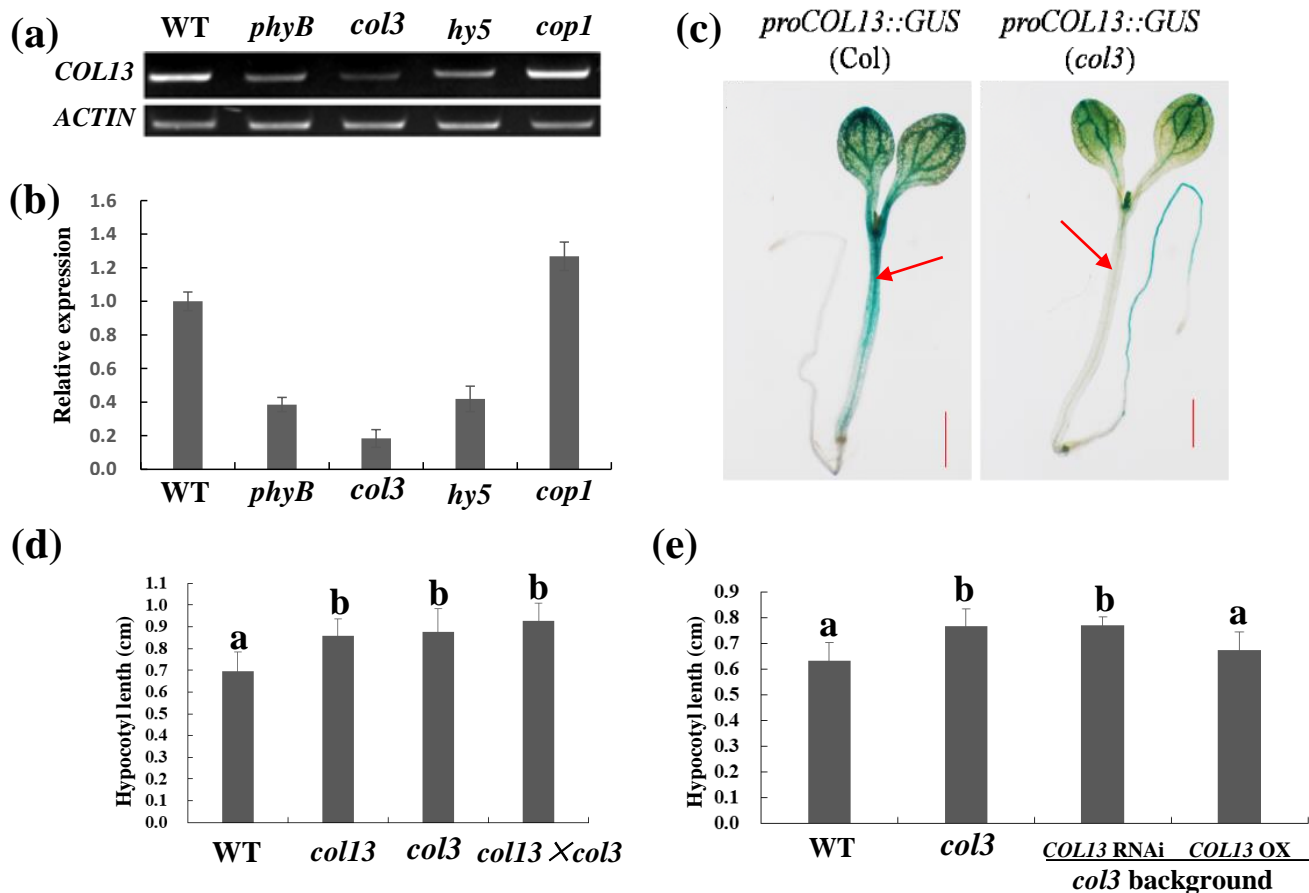 (a)
WT phyB col3 hy5 cop1
COL13
ACTIN
(b)
Relative expression
1.6
1.4
1.2
1.0
0.8
0.6
0.4
0.2
0.0
WT phyB col3 hy5 cop1
(c)
proCOL13::GUS
(Col)
proCOL13::GUS
(col3)
(d)
Hypocotyl lenth (cm)
1.1
1.0
0.9
0.8
0.7
0.6
0.5
0.4
0.3
0.2
0.1
0.0
a b b b
WT col13 col3 col13×col3
(e)
Hypocotyl lenth (cm)
0.9
0.8
0.7
0.6
0.5
0.4
0.3
0.2
0.1
0.0
a b b a
WT col3 COL13 RNAi COL13 OX
col3 background